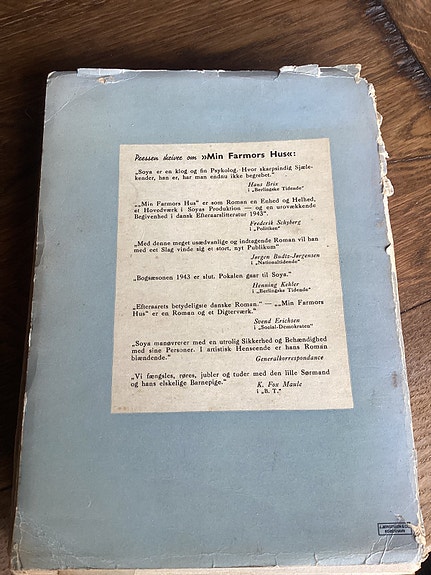 Pressen skriver om »Min Farmors Hus«:
„Soya er en klog og fin Psykolog. Hvor skarpsindig Sjæle-
kender, han er, har man endnu ikke begrebet.“
Hans Brix
i „Berlingske Tidende“
„„Min Farmors Hus“ er som Roman en Enhed og Helhed,
et Hovedværk i Soyas Produktion — og en urovækkende
Begivenhed i dansk Efteraarslitteratur 1943“
Frederik Schyberg
i „Politiken“
„Med denne meget usædvanlige og indtagende Roman vil han
med eet Slag vinde sig et stort, nyt Publikum“
Jørgen Budtz-Jørgensen
i „Nationaltidende“
„Bogsæsonen 1943 er slut. Pokalen gaar til Soya.“
Henning Kehler
i „Berlingske Tidende“
„Efteraarets betydeligste danske Roman.“ — „„Min Farmors
Hus“ er en Roman og et Digterværk.“
Svend Erichsen
i „Social-Demokraten“
„Soya manøvrerer med en utrolig Sikkerhed og Behændighed
med sine Personer. I artistisk Henseende er hans Roman
blændende.“
Generalkorrespondance
„Vi fængsles, røres, jubler og tuder med den lille Sørmand
og hans elskelige Barnepige.“
K. Fox Maule
i „B. T.“